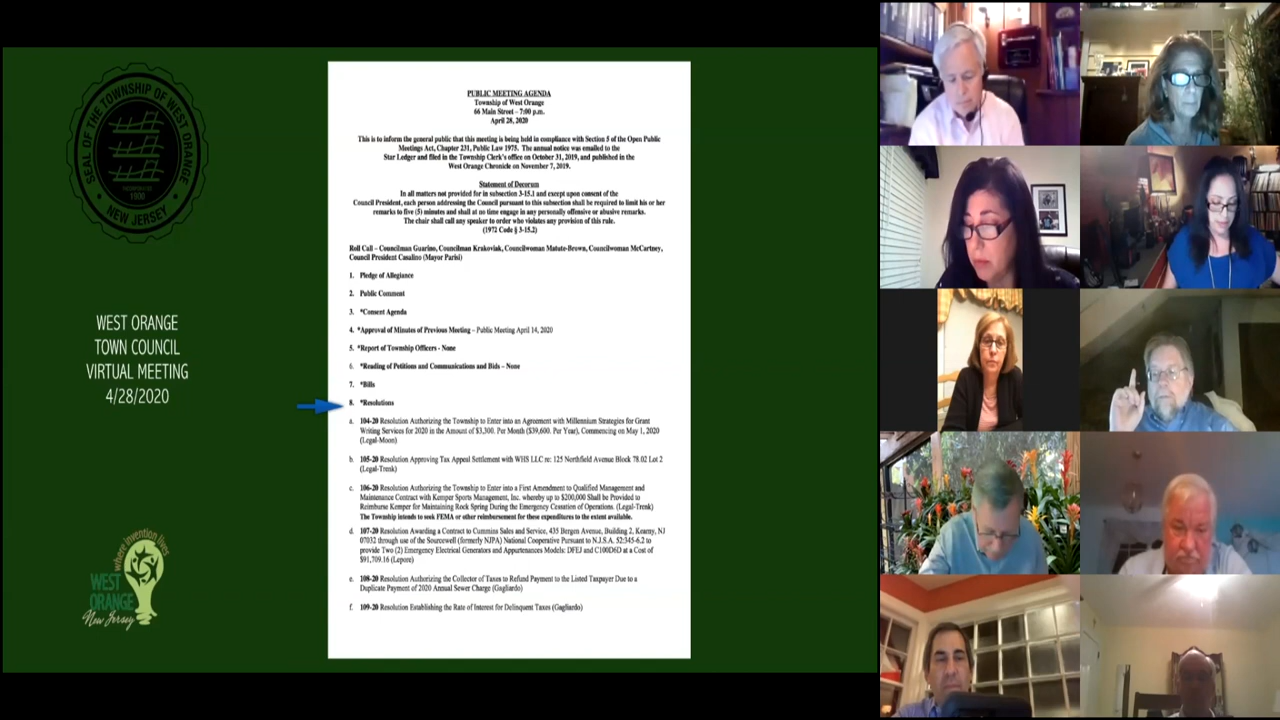 SEAL OF THE TOWNSHIP OF WEST ORANGE
1900
NEW JERSEY
WEST ORANGE
TOWN COUNCIL
VIRTUAL MEETING
4/28/2020
where invention lives
WEST
ORANGE
New Jersey
PUBLIC MEETING AGENDA
Township of West Orange
66 Main Street – 7:00 p.m.
April 28, 2020
This is to inform the general public that this meeting is being held in compliance with Section 5 of the Open Public
Meetings Act, Chapter 231, Public Law 1975. The annual notice was emailed to the
Star Ledger and filed in the Township Clerk's office on October 31, 2019, and published in the
West Orange Chronicle on November 7, 2019.
Statement of Decorum
In all matters not provided for in subsection 3-15.1 and except upon consent of the
Council President, each person addressing the Council pursuant to this subsection shall be required to limit his or her
remarks to five (5) minutes and shall at no time engage in any personally offensive or abusive remarks.
The chair shall call any speaker to order who violates any provision of this rule.
(1972 Code § 3-15.2)
Roll Call – Councilman Guarino, Councilman Krakoviak, Councilwoman Matute-Brown, Councilwoman McCartney,
Council President Casalino (Mayor Parisi)
1. Pledge of Allegiance
2. Public Comment
3. *Consent Agenda
4. *Approval of Minutes of Previous Meeting – Public Meeting April 14, 2020
5. *Report of Township Officers - None
6. *Reading of Petitions and Communications and Bids – None
7. *Bills
8. *Resolutions
a. 104-20 Resolution Authorizing the Township to Enter into an Agreement with Millennium Strategies for Grant
Writing Services for 2020 in the Amount of $3,300. Per Month ($39,600. Per Year), Commencing on May 1, 2020
(Legal-Moon)
b. 105-20 Resolution Approving Tax Appeal Settlement with WHS LLC re: 125 Northfield Avenue Block 78.02 Lot 2
(Legal-Trenk)
c. 106-20 Resolution Authorizing the Township to Enter into a First Amendment to Qualified Management and
Maintenance Contract with Kemper Sports Management, Inc. whereby up to $200,000 Shall be Provided to
Reimburse Kemper for Maintaining Rock Spring During the Emergency Cessation of Operations. (Legal-Trenk)
The Township intends to seek FEMA or other reimbursement for these expenditures to the extent available.
d. 107-20 Resolution Awarding a Contract to Cummins Sales and Service, 435 Bergen Avenue, Building 2, Kearny, NJ
07032 through use of the Sourcewell (formerly NJPA) National Cooperative Pursuant to N.J.S.A. 52:345-6.2 to
provide Two (2) Emergency Electrical Generators and Appurtenances Models: DFEJ and C100D6D at a Cost of
$91,709.16 (Lepore)
e. 108-20 Resolution Authorizing the Collector of Taxes to Refund Payment to the Listed Taxpayer Due to a
Duplicate Payment of 2020 Annual Sewer Charge (Gagliardo)
f. 109-20 Resolution Establishing the Rate of Interest for Delinquent Taxes (Gagliardo)